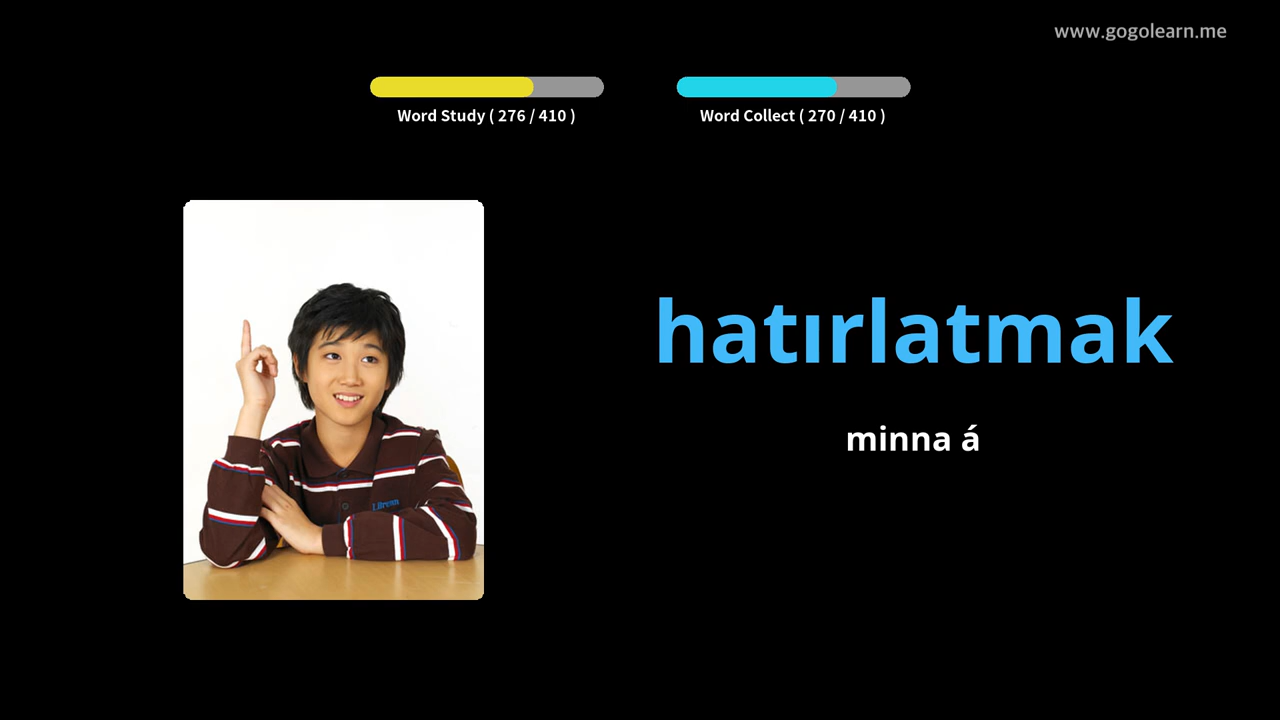 www.gogolearn.me
Word Study ( 276 / 410 )
Word Collect ( 270 / 410 )
hatırlatmak
minna á